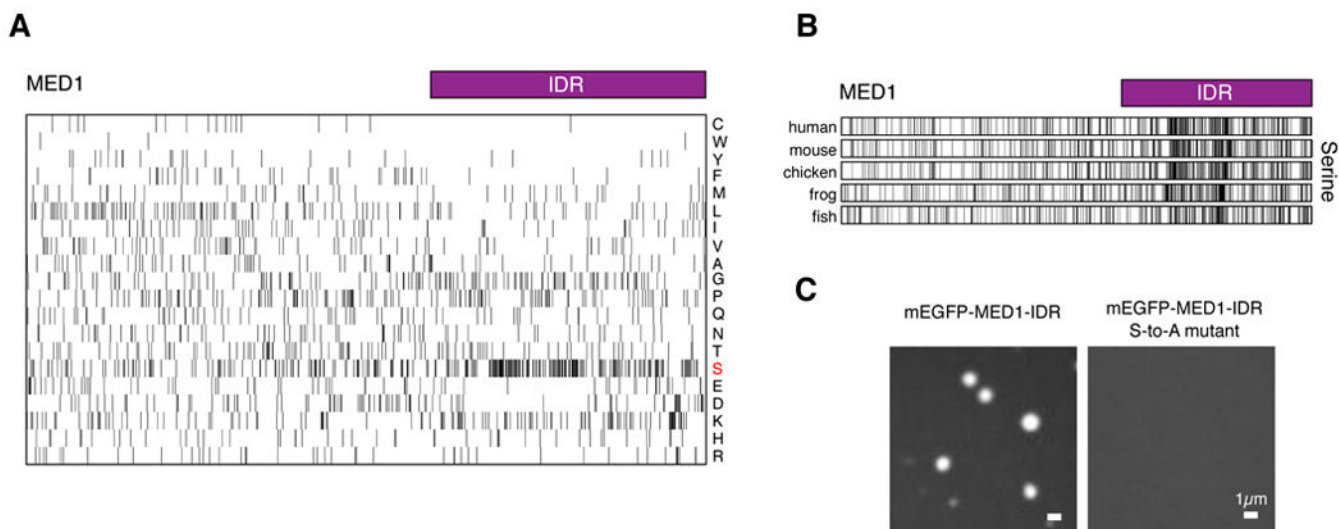 A
MED1
IDR
C
W
Y
F
M
L
I
V
A
G
P
Q
N
T
S
E
D
K
H
R
B
MED1
IDR
human
mouse
chicken
frog
fish
Serine
C
mEGFP-MED1-IDR
mEGFP-MED1-IDR
S-to-A mutant
1μm